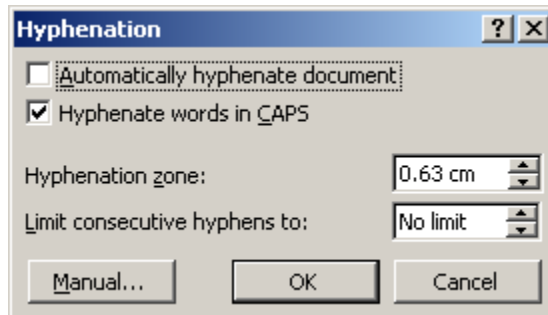 Hyphenation
Automatically hyphenate document
Hyphenate words in CAPS
Hyphenation zone: 0.63 cm
Limit consecutive hyphens to: No limit
Manual... OK Cancel